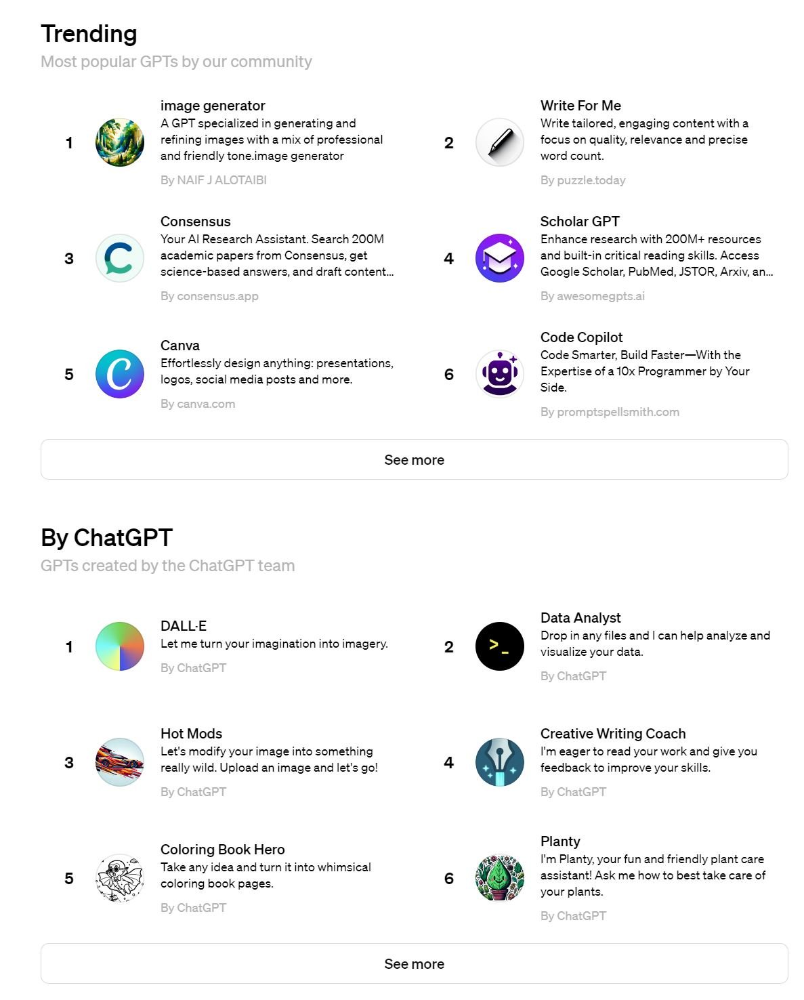 Trending
Most popular GPTs by our community
1
image generator
A GPT specialized in generating and
refining images with a mix of professional
and friendly tone.image generator
By NAIF J ALOTAIBI
2
Write For Me
Write tailored, engaging content with a
focus on quality, relevance and precise
word count.
By puzzle.today
3
Consensus
Your AI Research Assistant. Search 200M
academic papers from Consensus, get
science-based answers, and draft content...
By consensus.app
4
Scholar GPT
Enhance research with 200M+ resources
and built-in critical reading skills. Access
Google Scholar, PubMed, JSTOR, Arxiv, an...
By awesomegpts.ai
5
Canva
Effortlessly design anything: presentations,
logos, social media posts and more.
By canva.com
6
Code Copilot
Code Smarter, Build Faster—With the
Expertise of a 10x Programmer by Your
Side.
By promptspellsmith.com
See more
By ChatGPT
GPTs created by the ChatGPT team
1
DALL·E
Let me turn your imagination into imagery.
By ChatGPT
2
>_
Data Analyst
Drop in any files and I can help analyze and
visualize your data.
By ChatGPT
3
Hot Mods
Let's modify your image into something
really wild. Upload an image and let's go!
By ChatGPT
4
Creative Writing Coach
I'm eager to read your work and give you
feedback to improve your skills.
By ChatGPT
5
Coloring Book Hero
Take any idea and turn it into whimsical
coloring book pages.
By ChatGPT
6
Planty
I'm Planty, your fun and friendly plant care
assistant! Ask me how to best take care of
your plants.
By ChatGPT
See more